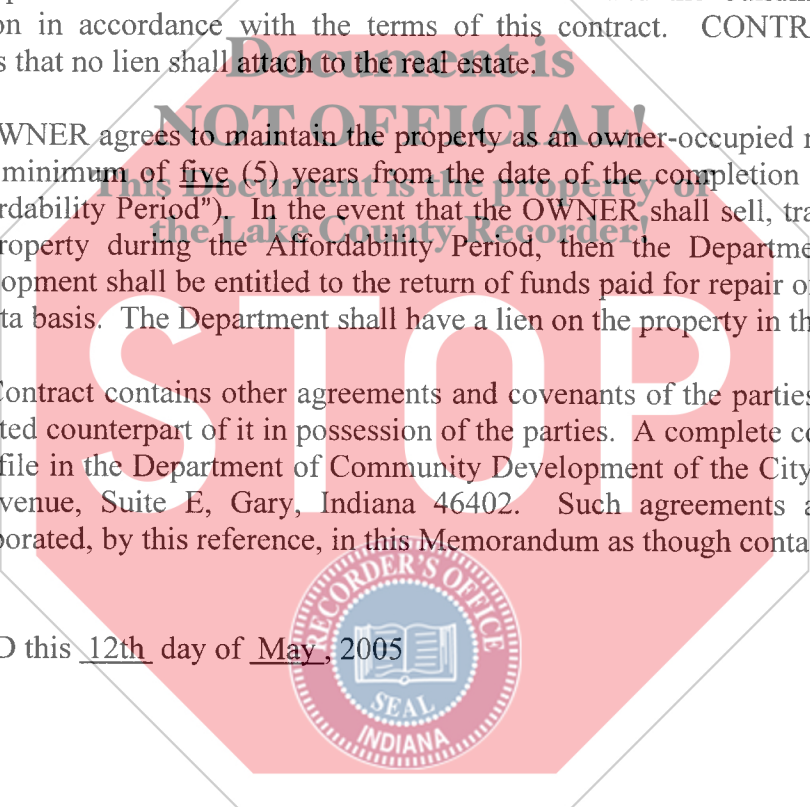 on in accordance with the terms of this contract. CONTR
s that no lien shall attach to the real estate.
Document is
NOT OFFICIAL!
This Document is the property of
the Lake County Recorder!
WNER agrees to maintain the property as an owner-occupied
minimum of five (5) years from the date of the completion
rdability Period"). In the event that the OWNER shall sell, tra
roperty during the Affordability Period, then the Departme
opment shall be entitled to the return of funds paid for repair o
ta basis. The Department shall have a lien on the property in th
STOP
Contract contains other agreements and covenants of the parties
ted counterpart of it in possession of the parties. A complete co
file in the Department of Community Development of the City
venue, Suite E, Gary, Indiana 46402. Such agreements a
porated, by this reference, in this Memorandum as though conta
D this 12th day of May, 2005
RECORDER'S OFFICE
SEAL
INDIANA